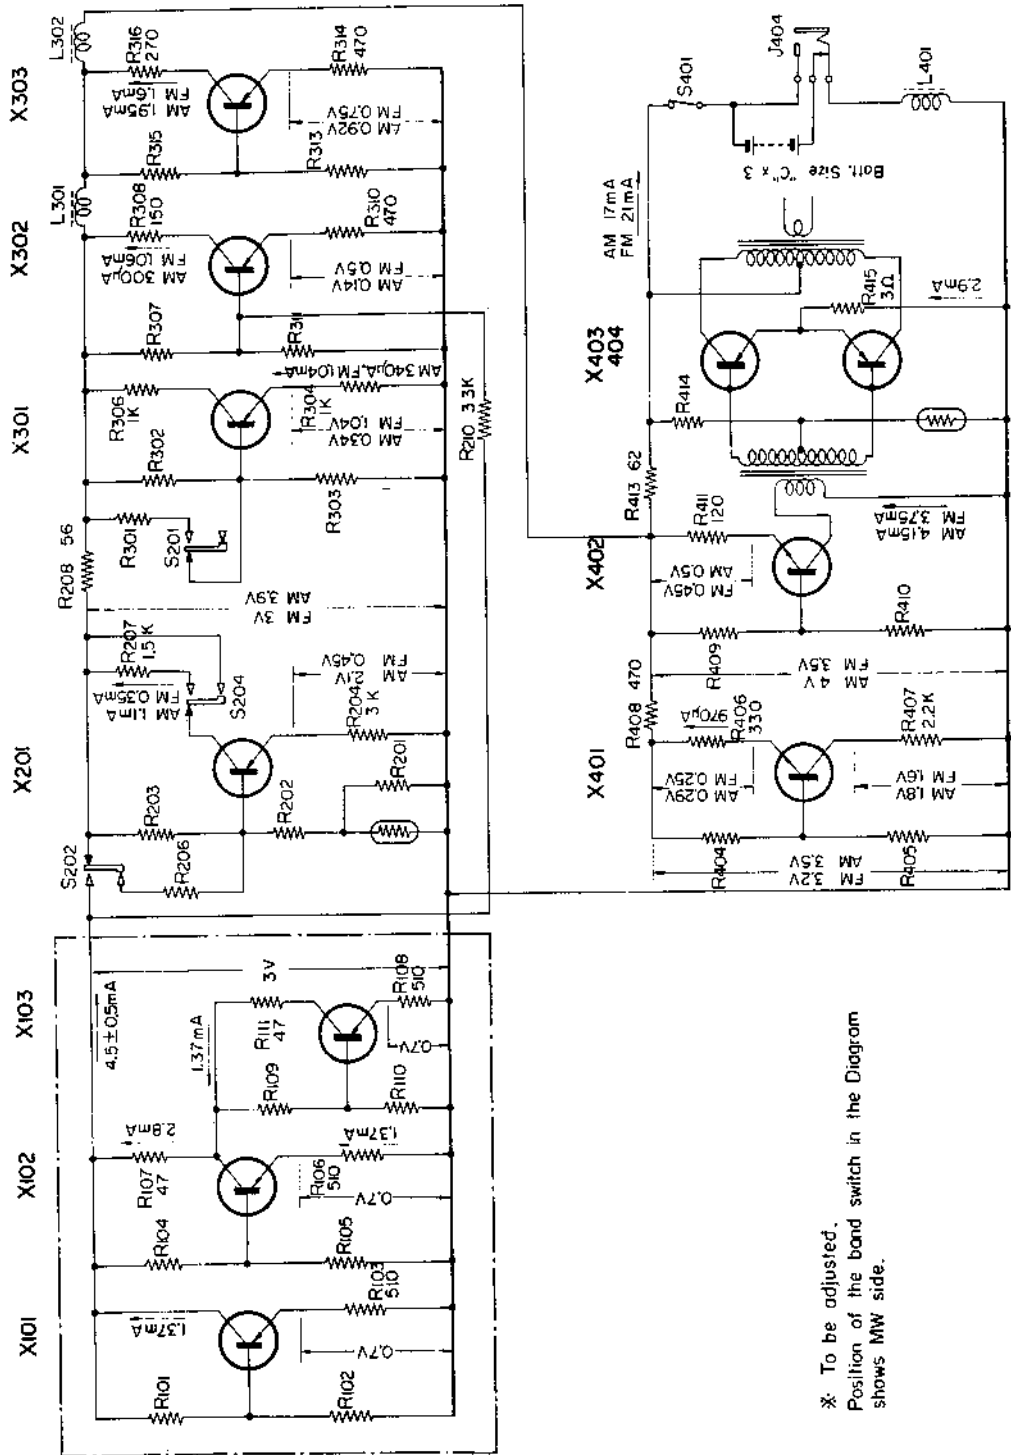 X101
X102
X103
X201
X301
X302
X303
R101
R102
1.37mA
R103
510
0.7V
R104
R105
R107
47
2.8mA
R106
510
1.37mA
0.7V
4.5±0.5mA
1.37mA
R109
R110
R111
47
3V
R108
510
0.7V
S202
R206
R203
R202
R201
AM 1.1mA
FM 0.35mA
R207
1.5K
S204
AM 2.1V
FM 0.45V
R204
3K
R208 56
FM 3V
AM 3.9V
R301
S201
R302
R303
R306
1K
R304
1K
AM 0.34V
FM 1.04V
AM 340μA, FM 1.04mA
R210 3.3K
R307
R311
AM 300μA
FM 1.06mA
L301
R308
150
AM 0.14V
FM 0.5V
R310
470
R315
R313
AM 1.95mA
FM 1.6mA
L302
R316
270
AM 0.92V
FM 0.75V
R314
470
X401
X402
X403
404
R404
R405
FM 3.2V
AM 3.5V
AM 0.29V
FM 0.25V
R406
330
970μA
AM 1.8V
FM 1.6V
R407
2.2K
R408 470
R409
R410
AM 4V
FM 3.5V
AM 0.5V
FM 0.45V
R411
120
R413 62
AM 4.15mA
FM 3.75mA
R414
R415
3Ω
2.9mA
AM 17mA
FM 21mA
Batt. Size "C" x 3
S401
J404
L401
※ To be adjusted.
Position of the band switch in the Diagram
shows MW side.